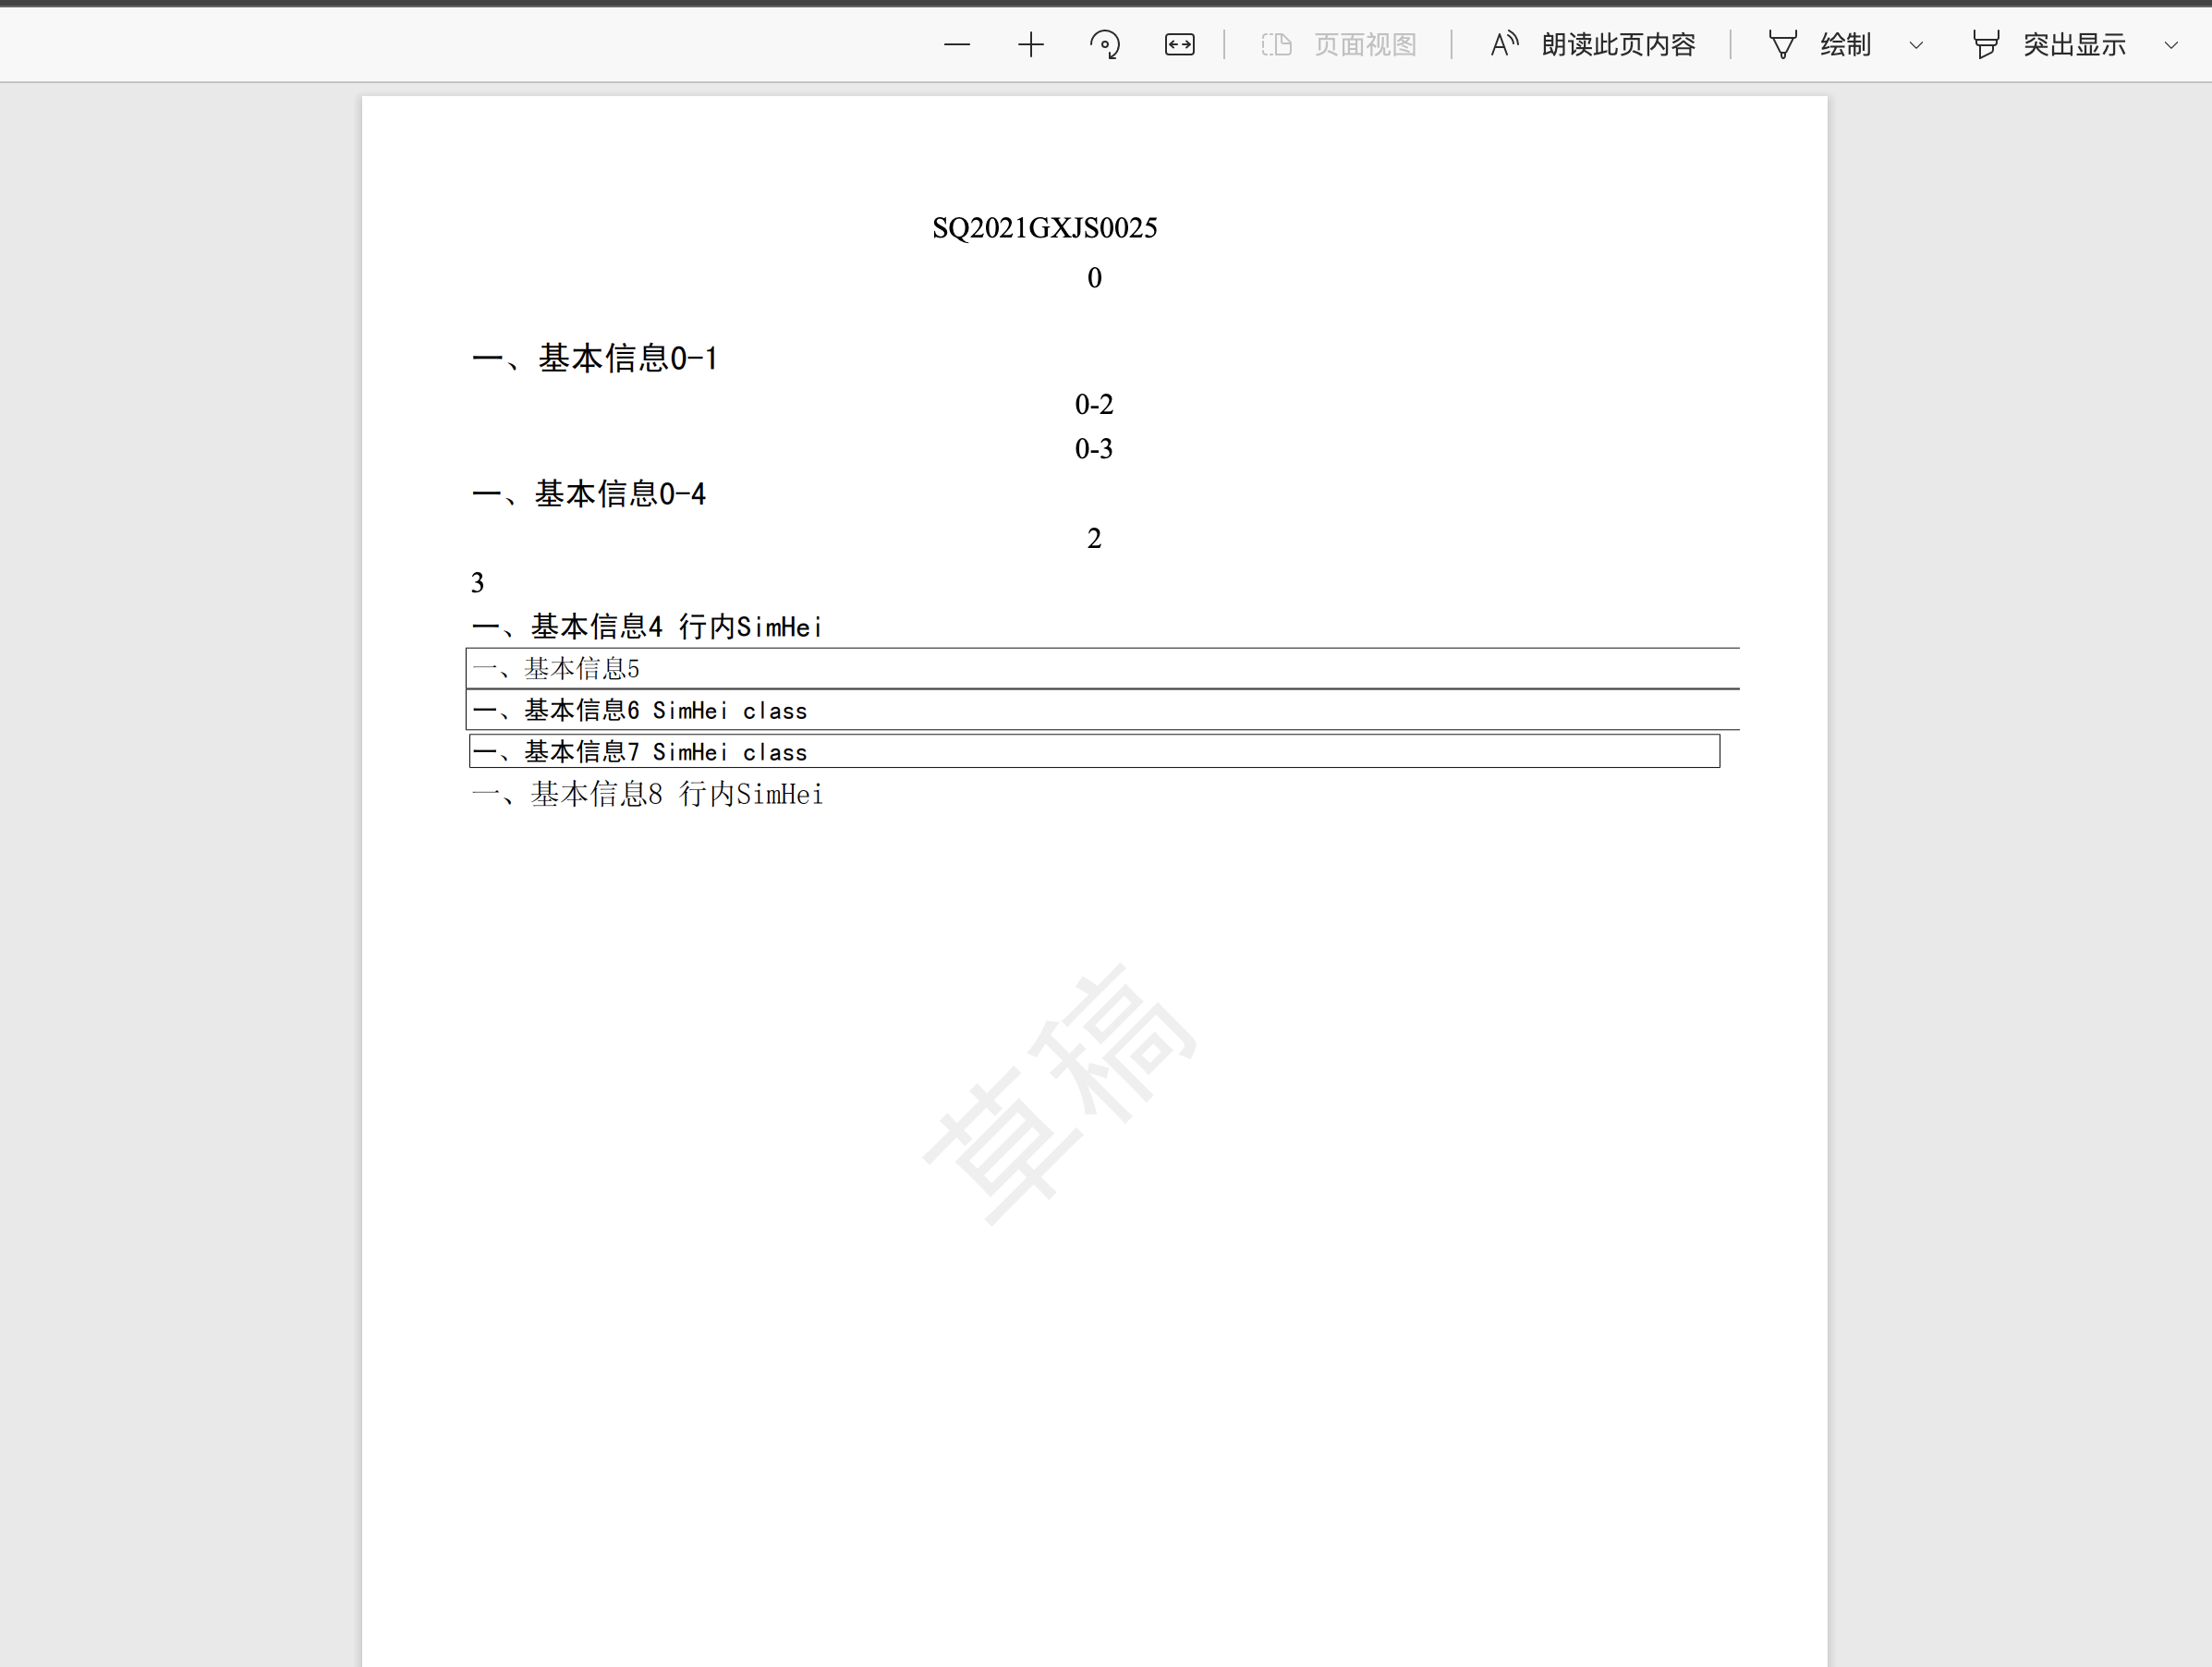 页面视图 朗读此页内容 绘制 突出显示
SQ2021GXJS0025
0
一、基本信息0-1
0-2
0-3
一、基本信息0-4
2
3
一、基本信息4 行内SimHei
一、基本信息5
一、基本信息6 SimHei class
一、基本信息7 SimHei class
一、基本信息8 行内SimHei
草稿